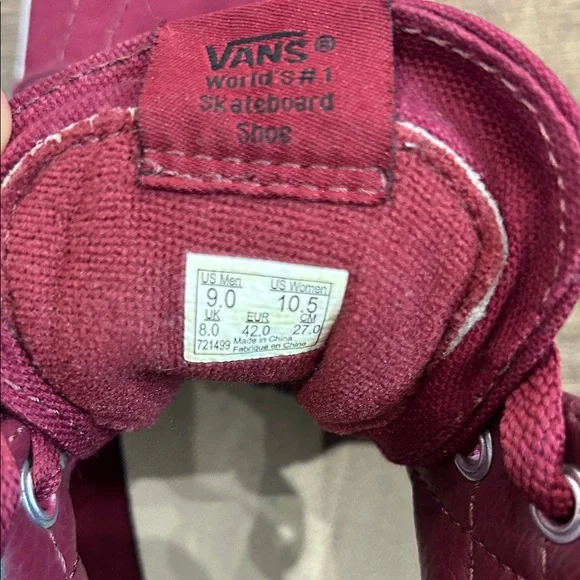 VANS®
World's #1
Skateboard
Shoe
US Men US Women
9.0 10.5
UK EUR CM
8.0 42.0 27.0
721499 Made in China
Fabriqué en Chine